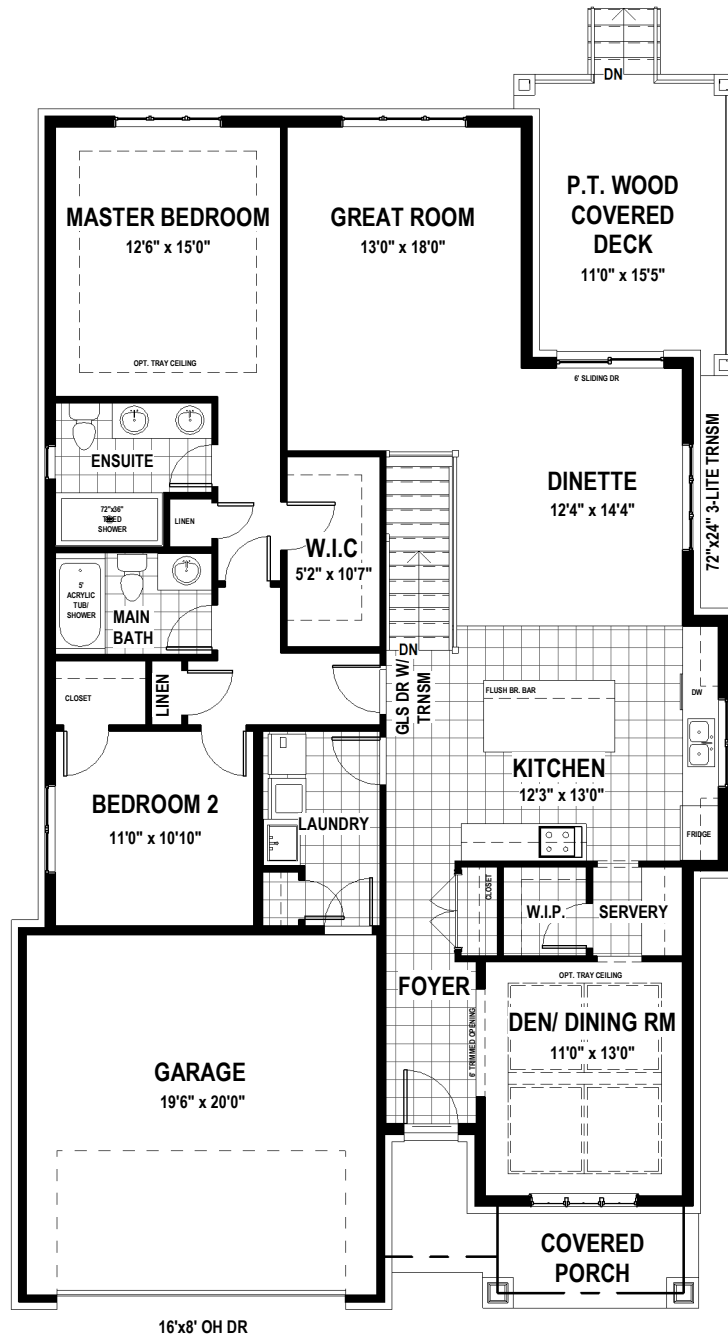 DN
P.T. WOOD
COVERED
DECK
11'0" x 15'5"
MASTER BEDROOM
12'6" x 15'0"
GREAT ROOM
13'0" x 18'0"
OPT. TRAY CEILING
6' SLIDING DR
72"x24" 3-LITE TRNSM
ENSUITE
DINETTE
12'4" x 14'4"
72"x36"
TILED
SHOWER
LINEN
W.I.C
5'2" x 10'7"
5'
ACRYLIC
TUB/
SHOWER
MAIN
BATH
DN
GLS DR W/
TRNSM
CLOSET
LINEN
FLUSH BR. BAR
DW
KITCHEN
12'3" x 13'0"
BEDROOM 2
11'0" x 10'10"
LAUNDRY
FRIDGE
CLOSET
W.I.P.
SERVERY
FOYER
OPT. TRAY CEILING
6' TRIMMED OPENING
DEN/ DINING RM
11'0" x 13'0"
GARAGE
19'6" x 20'0"
COVERED
PORCH
16'x8' OH DR